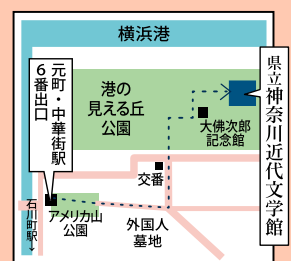 横浜港
港の
見える丘
公園
県立神奈川近代文学館
元町・中華街駅
6番出口
大佛次郎
記念館
交番
石川町駅→
アメリカ山
公園
外国人
墓地